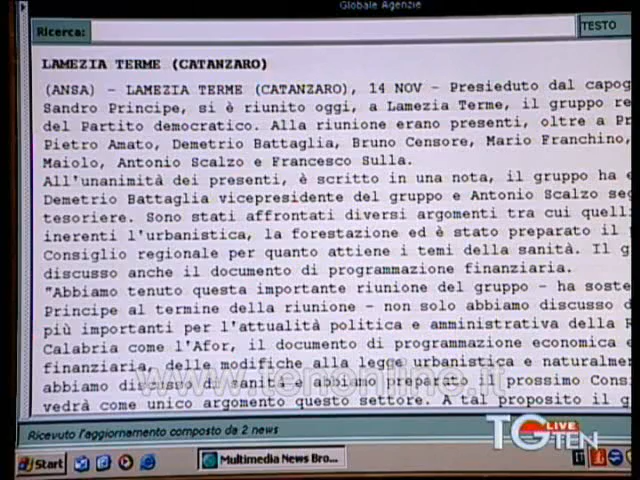 Globale Agenzie
Ricerca:
TESTO
LAMEZIA TERME (CATANZARO)
(ANSA) - LAMEZIA TERME (CATANZARO), 14 NOV - Presieduto dal capog
Sandro Principe, si è riunito oggi, a Lamezia Terme, il gruppo re
del Partito democratico. Alla riunione erano presenti, oltre a Pr
Pietro Amato, Demetrio Battaglia, Bruno Censore, Mario Franchino,
Maiolo, Antonio Scalzo e Francesco Sulla.
All'unanimità dei presenti, è scritto in una nota, il gruppo ha e
Demetrio Battaglia vicepresidente del gruppo e Antonio Scalzo seg
tesoriere. Sono stati affrontati diversi argomenti tra cui quelli
inerenti l'urbanistica, la forestazione ed è stato preparato il
Consiglio regionale per quanto attiene i temi della sanità. Il g
discusso anche il documento di programmazione finanziaria.
"Abbiamo tenuto questa importante riunione del gruppo - ha soste
Principe al termine della riunione - non solo abbiamo discusso d
più importanti per l'attualità politica e amministrativa della R
Calabria come l'Afor, il documento di programmazione economica e
finanziaria, delle modifiche alla legge urbanistica e naturalmen
abbiamo discusso di sanità e abbiamo preparato il prossimo Consi
vedrà come unico argomento questo settore. A tal proposito il g
www.tenonline.it
Ricevuto l'aggiornamento composto da 2 news
TG LIVE TEN
Start
Multimedia News Bro...
IT